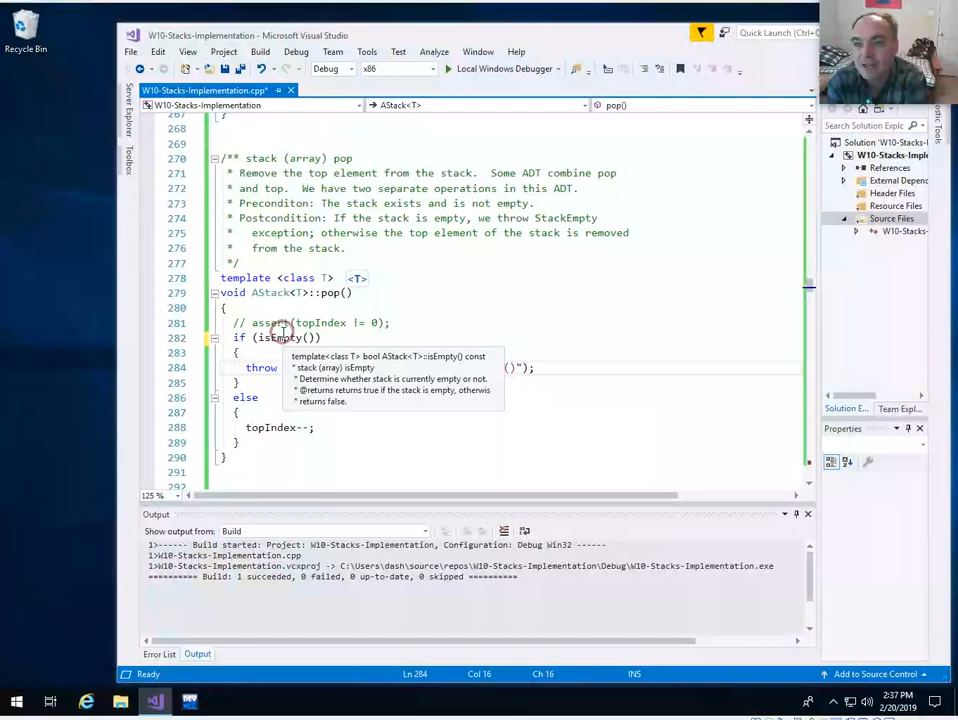 Recycle Bin
W10-Stacks-Implementation - Microsoft Visual Studio
Quick Launch (Ctrl+
File Edit View Project Build Debug Team Tools Test Analyze Window Help
Debug x86 Local Windows Debugger
W10-Stacks-Implementation.cpp*
W10-Stacks-Implementation AStack<T> pop()
Server Explorer
Toolbox
267 }
268
269
270 /** stack (array) pop
271 * Remove the top element from the stack. Some ADT combine pop
272 * and top. We have two separate operations in this ADT.
273 * Preconditon: The stack exists and is not empty.
274 * Postcondition: If the stack is empty, we throw StackEmpty
275 * exception; otherwise the top element of the stack is removed
276 * from the stack.
277 */
278 template <class T> <T>
279 void AStack<T>::pop()
280 {
281 // assert(topIndex != 0);
282 if (isEmpty())
283 {
template<class T> bool AStack<T>::isEmpty() const
* stack (array) isEmpty
284 throw ()");
* Determine whether stack is currently empty or not.
285 }
* @returns returns true if the stack is empty, otherwis
286 else
* returns false.
287 {
288 topIndex--;
289 }
290 }
291
292
125 %
Search Solution Explc
Solution 'W10-Stacks-
W10-Stacks-Imple
References
External Depend
Header Files
Resource Files
Source Files
W10-Stacks-
Solution E... Team Expl...
Properties
Output
Show output from: Build
1>------ Build started: Project: W10-Stacks-Implementation, Configuration: Debug Win32 ------
1>W10-Stacks-Implementation.cpp
1>W10-Stacks-Implementation.vcxproj -> C:\Users\dash\source\repos\W10-Stacks-Implementation\Debug\W10-Stacks-Implementation.exe
========== Build: 1 succeeded, 0 failed, 0 up-to-date, 0 skipped ==========
Error List Output
Ready Ln 284 Col 16 Ch 16 INS Add to Source Control
DEV
2:37 PM
2/20/2019